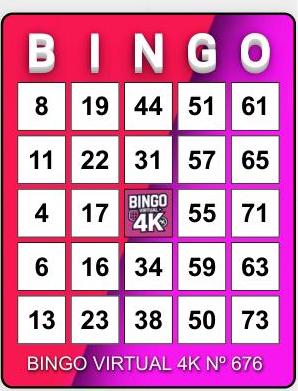 B I N G O
8 19 44 51 61
11 22 31 57 65
4 17 BINGO VIRTUAL 4K 55 71
6 16 34 59 63
13 23 38 50 73
BINGO VIRTUAL 4K Nº 676